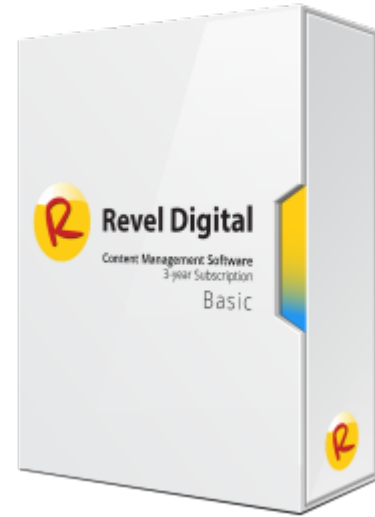 R
Revel Digital
Content Management Software
3-year Subscription
Basic
R